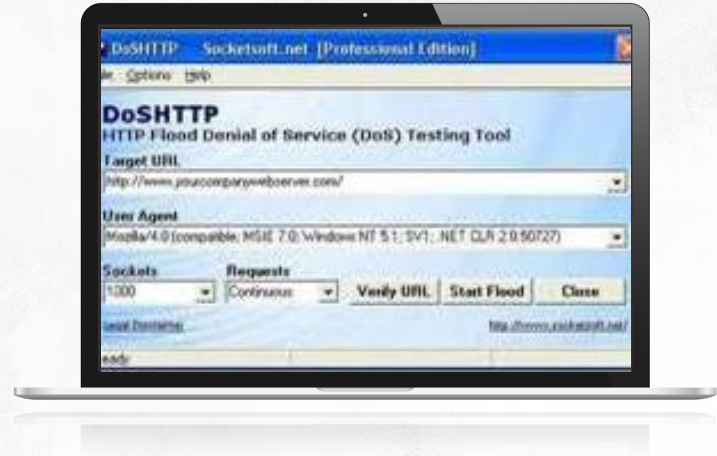 DoSHTTP Socketsoft.net [Professional Edition]
Options Help
DoSHTTP
HTTP Flood Denial of Service (DoS) Testing Tool
Target URL
http://www.yourcompanywebserver.com/
User Agent
Mozilla/4.0 (compatible; MSIE 7.0; Windows NT 5.1; SV1; .NET CLR 2.0.50727)
Sockets Requests
Continuous Verify URL Start Flood Close
Legal Disclaimer http://www.socketsoft.net/